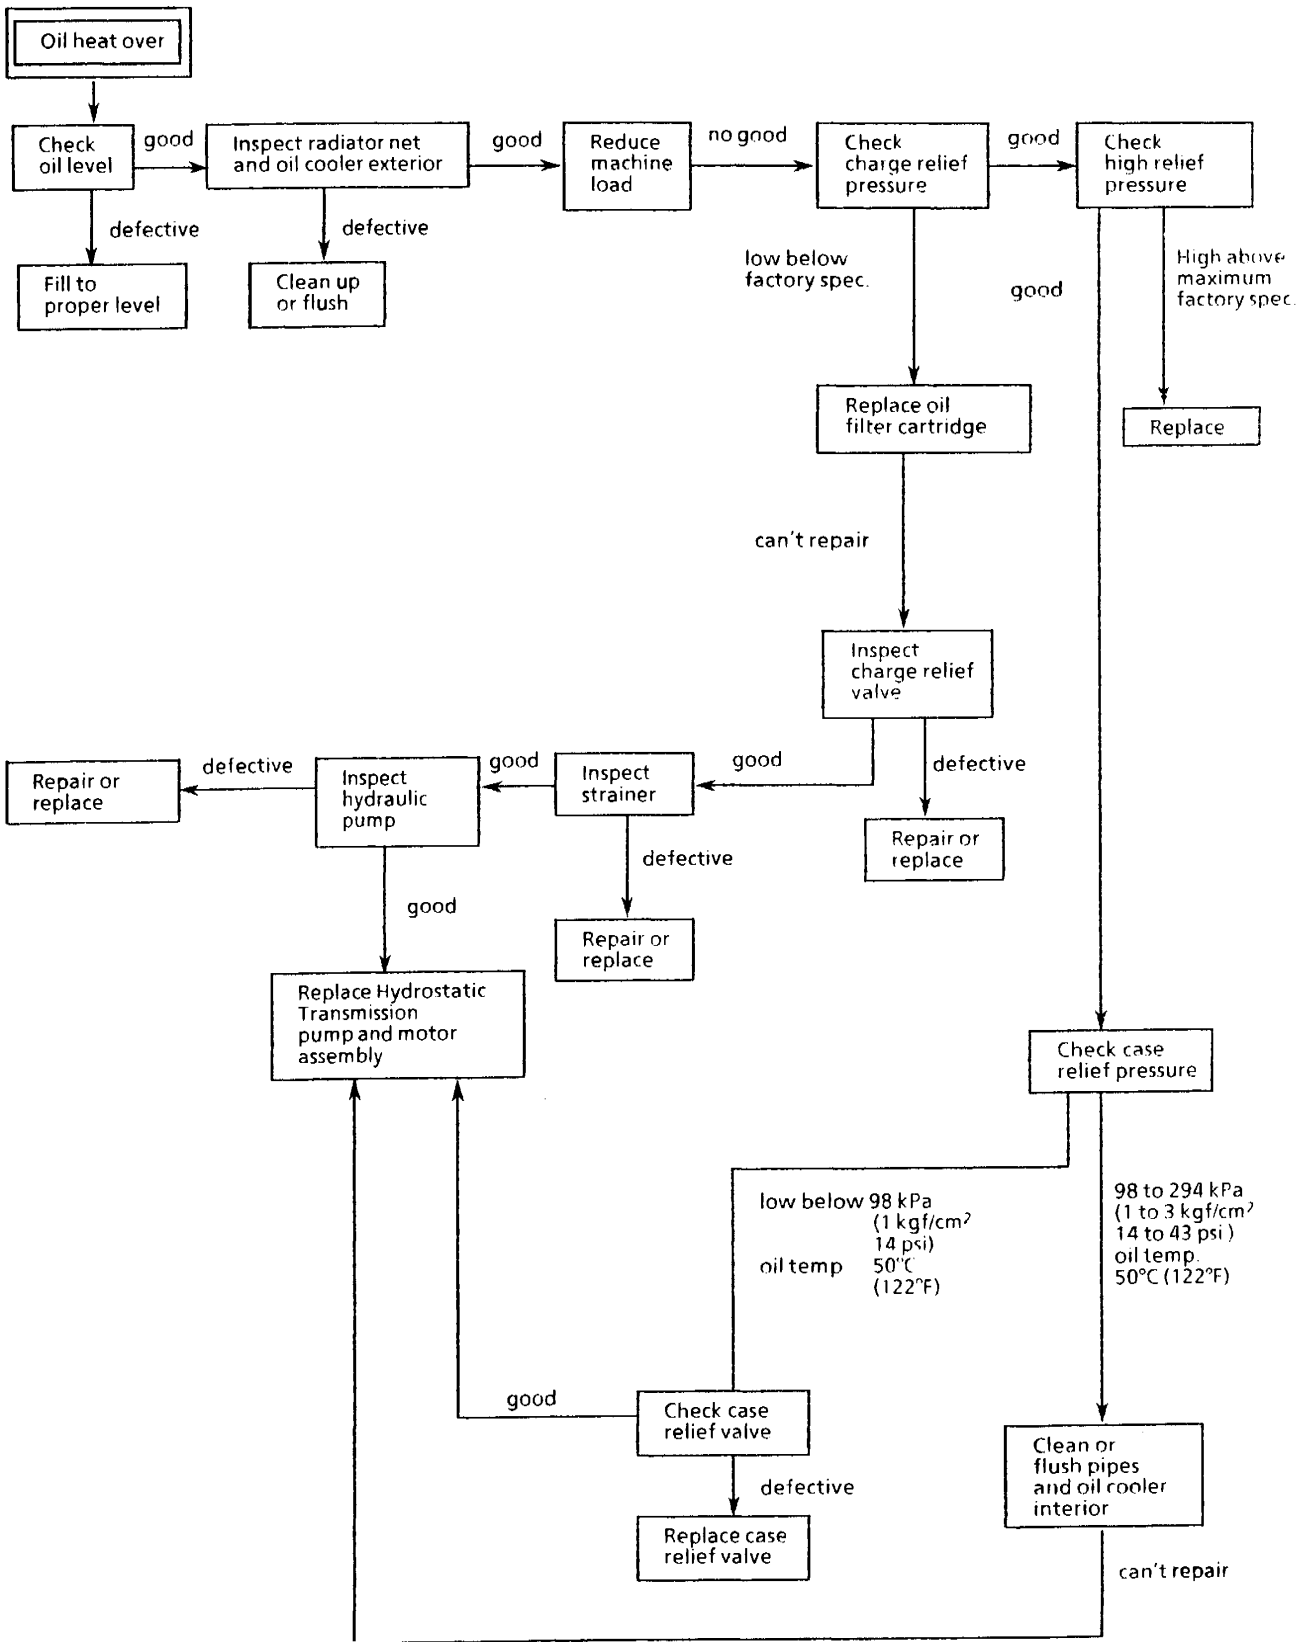 Oil heat over
Check
oil level
good
Inspect radiator net
and oil cooler exterior
good
Reduce
machine
load
no good
Check
charge relief
pressure
good
Check
high relief
pressure
defective
defective
low below
factory spec.
good
High above
maximum
factory spec.
Fill to
proper level
Clean up
or flush
Replace oil
filter cartridge
Replace
can't repair
Inspect
charge relief
valve
Repair or
replace
defective
Inspect
hydraulic
pump
good
Inspect
strainer
good
defective
Repair or
replace
defective
good
Repair or
replace
Replace Hydrostatic
Transmission
pump and motor
assembly
Check case
relief pressure
low below 98 kPa
(1 kgf/cm²
14 psi)
oil temp 50°C
(122°F)
98 to 294 kPa
(1 to 3 kgf/cm²
14 to 43 psi)
oil temp.
50°C (122°F)
good
Check case
relief valve
Clean or
flush pipes
and oil cooler
interior
defective
Replace case
relief valve
can't repair